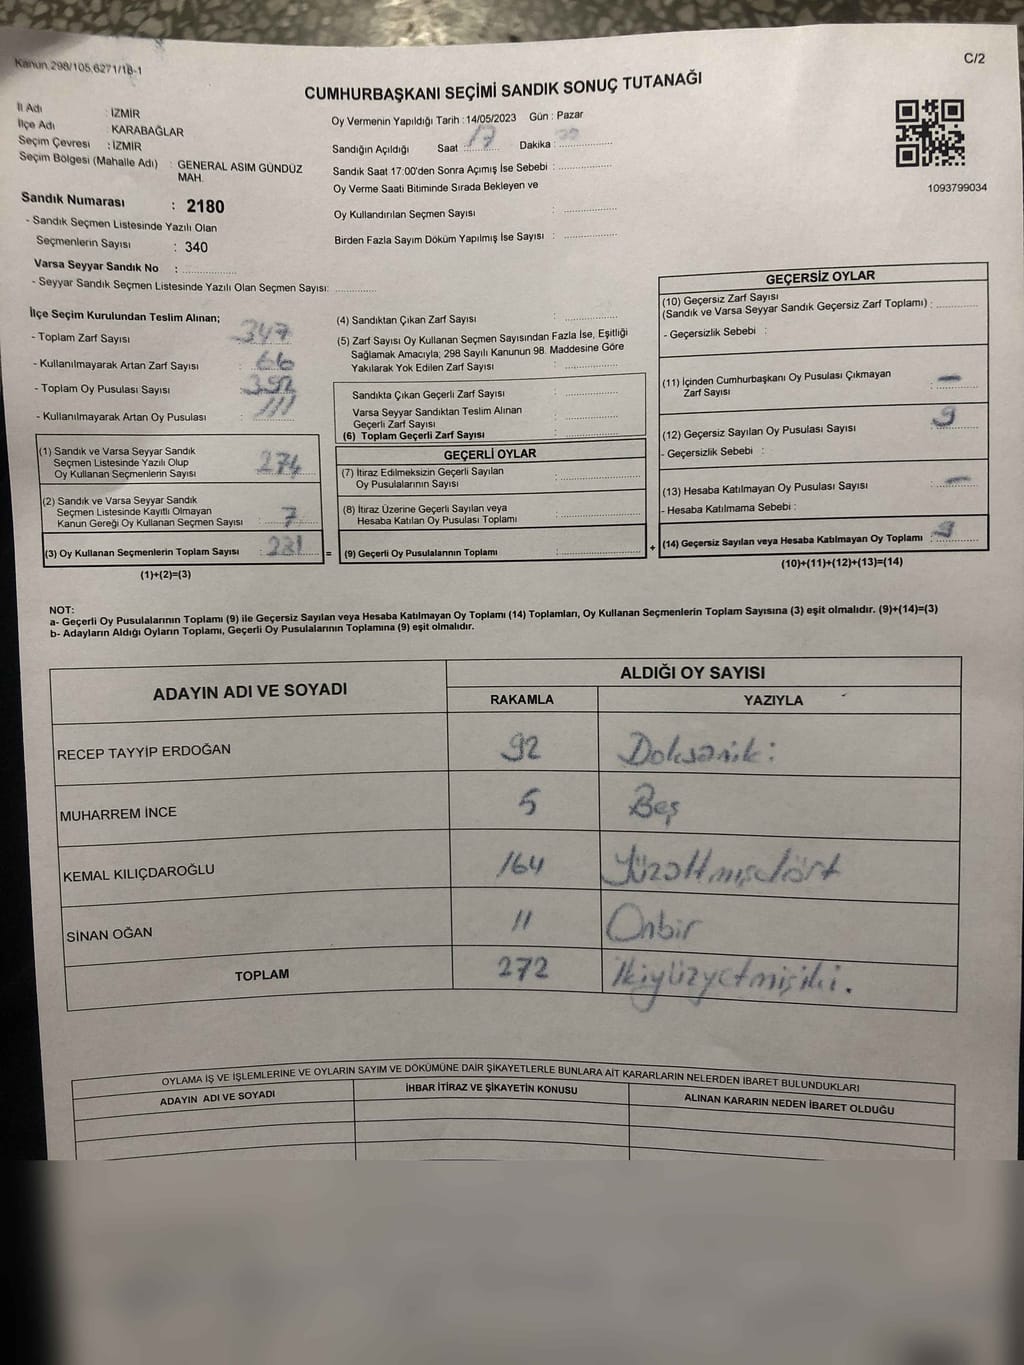 Kanun.298/105,6271/18-1
C/2
CUMHURBAŞKANI SEÇİMİ SANDIK SONUÇ TUTANAĞI
İl Adı : İZMİR
İlçe Adı : KARABAĞLAR
Seçim Çevresi : İZMİR
Seçim Bölgesi (Mahalle Adı) : GENERAL ASIM GÜNDÜZ
MAH.
Sandık Numarası : 2180
- Sandık Seçmen Listesinde Yazılı Olan
Seçmenlerin Sayısı : 340
Varsa Seyyar Sandık No :
- Seyyar Sandık Seçmen Listesinde Yazılı Olan Seçmen Sayısı:
Oy Vermenin Yapıldığı Tarih : 14/05/2023 Gün : Pazar
Sandığın Açıldığı Saat : 17 Dakika :
Sandık Saat 17:00'den Sonra Açımış İse Sebebi :
Oy Verme Saati Bitiminde Sırada Bekleyen ve
Oy Kullandırılan Seçmen Sayısı :
Birden Fazla Sayım Döküm Yapılmış İse Sayısı :
1093799034
İlçe Seçim Kurulundan Teslim Alınan;
- Toplam Zarf Sayısı : 347
- Kullanılmayarak Artan Zarf Sayısı : 66
- Toplam Oy Pusulası Sayısı : 392
- Kullanılmayarak Artan Oy Pusulası : 111
(1) Sandık ve Varsa Seyyar Sandık
Seçmen Listesinde Yazılı Olup
Oy Kullanan Seçmenlerin Sayısı : 274
(2) Sandık ve Varsa Seyyar Sandık
Seçmen Listesinde Kayıtlı Olmayan
Kanun Gereği Oy Kullanan Seçmen Sayısı : 7
(3) Oy Kullanan Seçmenlerin Toplam Sayısı : 281 =
(1)+(2)=(3)
(4) Sandıktan Çıkan Zarf Sayısı :
(5) Zarf Sayısı Oy Kullanan Seçmen Sayısından Fazla İse, Eşitliği
Sağlamak Amacıyla; 298 Sayılı Kanunun 98. Maddesine Göre
Yakılarak Yok Edilen Zarf Sayısı :
Sandıkta Çıkan Geçerli Zarf Sayısı :
Varsa Seyyar Sandıktan Teslim Alınan
Geçerli Zarf Sayısı :
(6) Toplam Geçerli Zarf Sayısı :
GEÇERLİ OYLAR
(7) İtiraz Edilmeksizin Geçerli Sayılan
Oy Pusulalarının Sayısı :
(8) İtiraz Üzerine Geçerli Sayılan veya
Hesaba Katılan Oy Pusulası Toplamı :
(9) Geçerli Oy Pusulalarının Toplamı : +
GEÇERSİZ OYLAR
(10) Geçersiz Zarf Sayısı
(Sandık ve Varsa Seyyar Sandık Geçersiz Zarf Toplamı) :
- Geçersizlik Sebebi :
(11) İçinden Cumhurbaşkanı Oy Pusulası Çıkmayan
Zarf Sayısı : —
(12) Geçersiz Sayılan Oy Pusulası Sayısı : 9
- Geçersizlik Sebebi :
(13) Hesaba Katılmayan Oy Pusulası Sayısı : —
- Hesaba Katılmama Sebebi :
(14) Geçersiz Sayılan veya Hesaba Katılmayan Oy Toplamı : 9
(10)+(11)+(12)+(13)=(14)
NOT:
a- Geçerli Oy Pusulalarının Toplamı (9) ile Geçersiz Sayılan veya Hesaba Katılmayan Oy Toplamı (14) Toplamları, Oy Kullanan Seçmenlerin Toplam Sayısına (3) eşit olmalıdır. (9)+(14)=(3)
b- Adayların Aldığı Oyların Toplamı, Geçerli Oy Pusulalarının Toplamına (9) eşit olmalıdır.
ADAYIN ADI VE SOYADI
ALDIĞI OY SAYISI
RAKAMLA YAZIYLA
RECEP TAYYİP ERDOĞAN 92 Doksaniki
MUHARREM İNCE 5 Beş
KEMAL KILIÇDAROĞLU 164 Yüzaltmışdört
SİNAN OĞAN 11 Onbir
TOPLAM 272 İkiyüzyetmişiki.
OYLAMA İŞ VE İŞLEMLERİNE VE OYLARIN SAYIM VE DÖKÜMÜNE DAİR ŞİKAYETLERLE BUNLARA AİT KARARLARIN NELERDEN İBARET BULUNDUKLARI
ADAYIN ADI VE SOYADI İHBAR İTİRAZ VE ŞİKAYETİN KONUSU ALINAN KARARIN NEDEN İBARET OLDUĞU